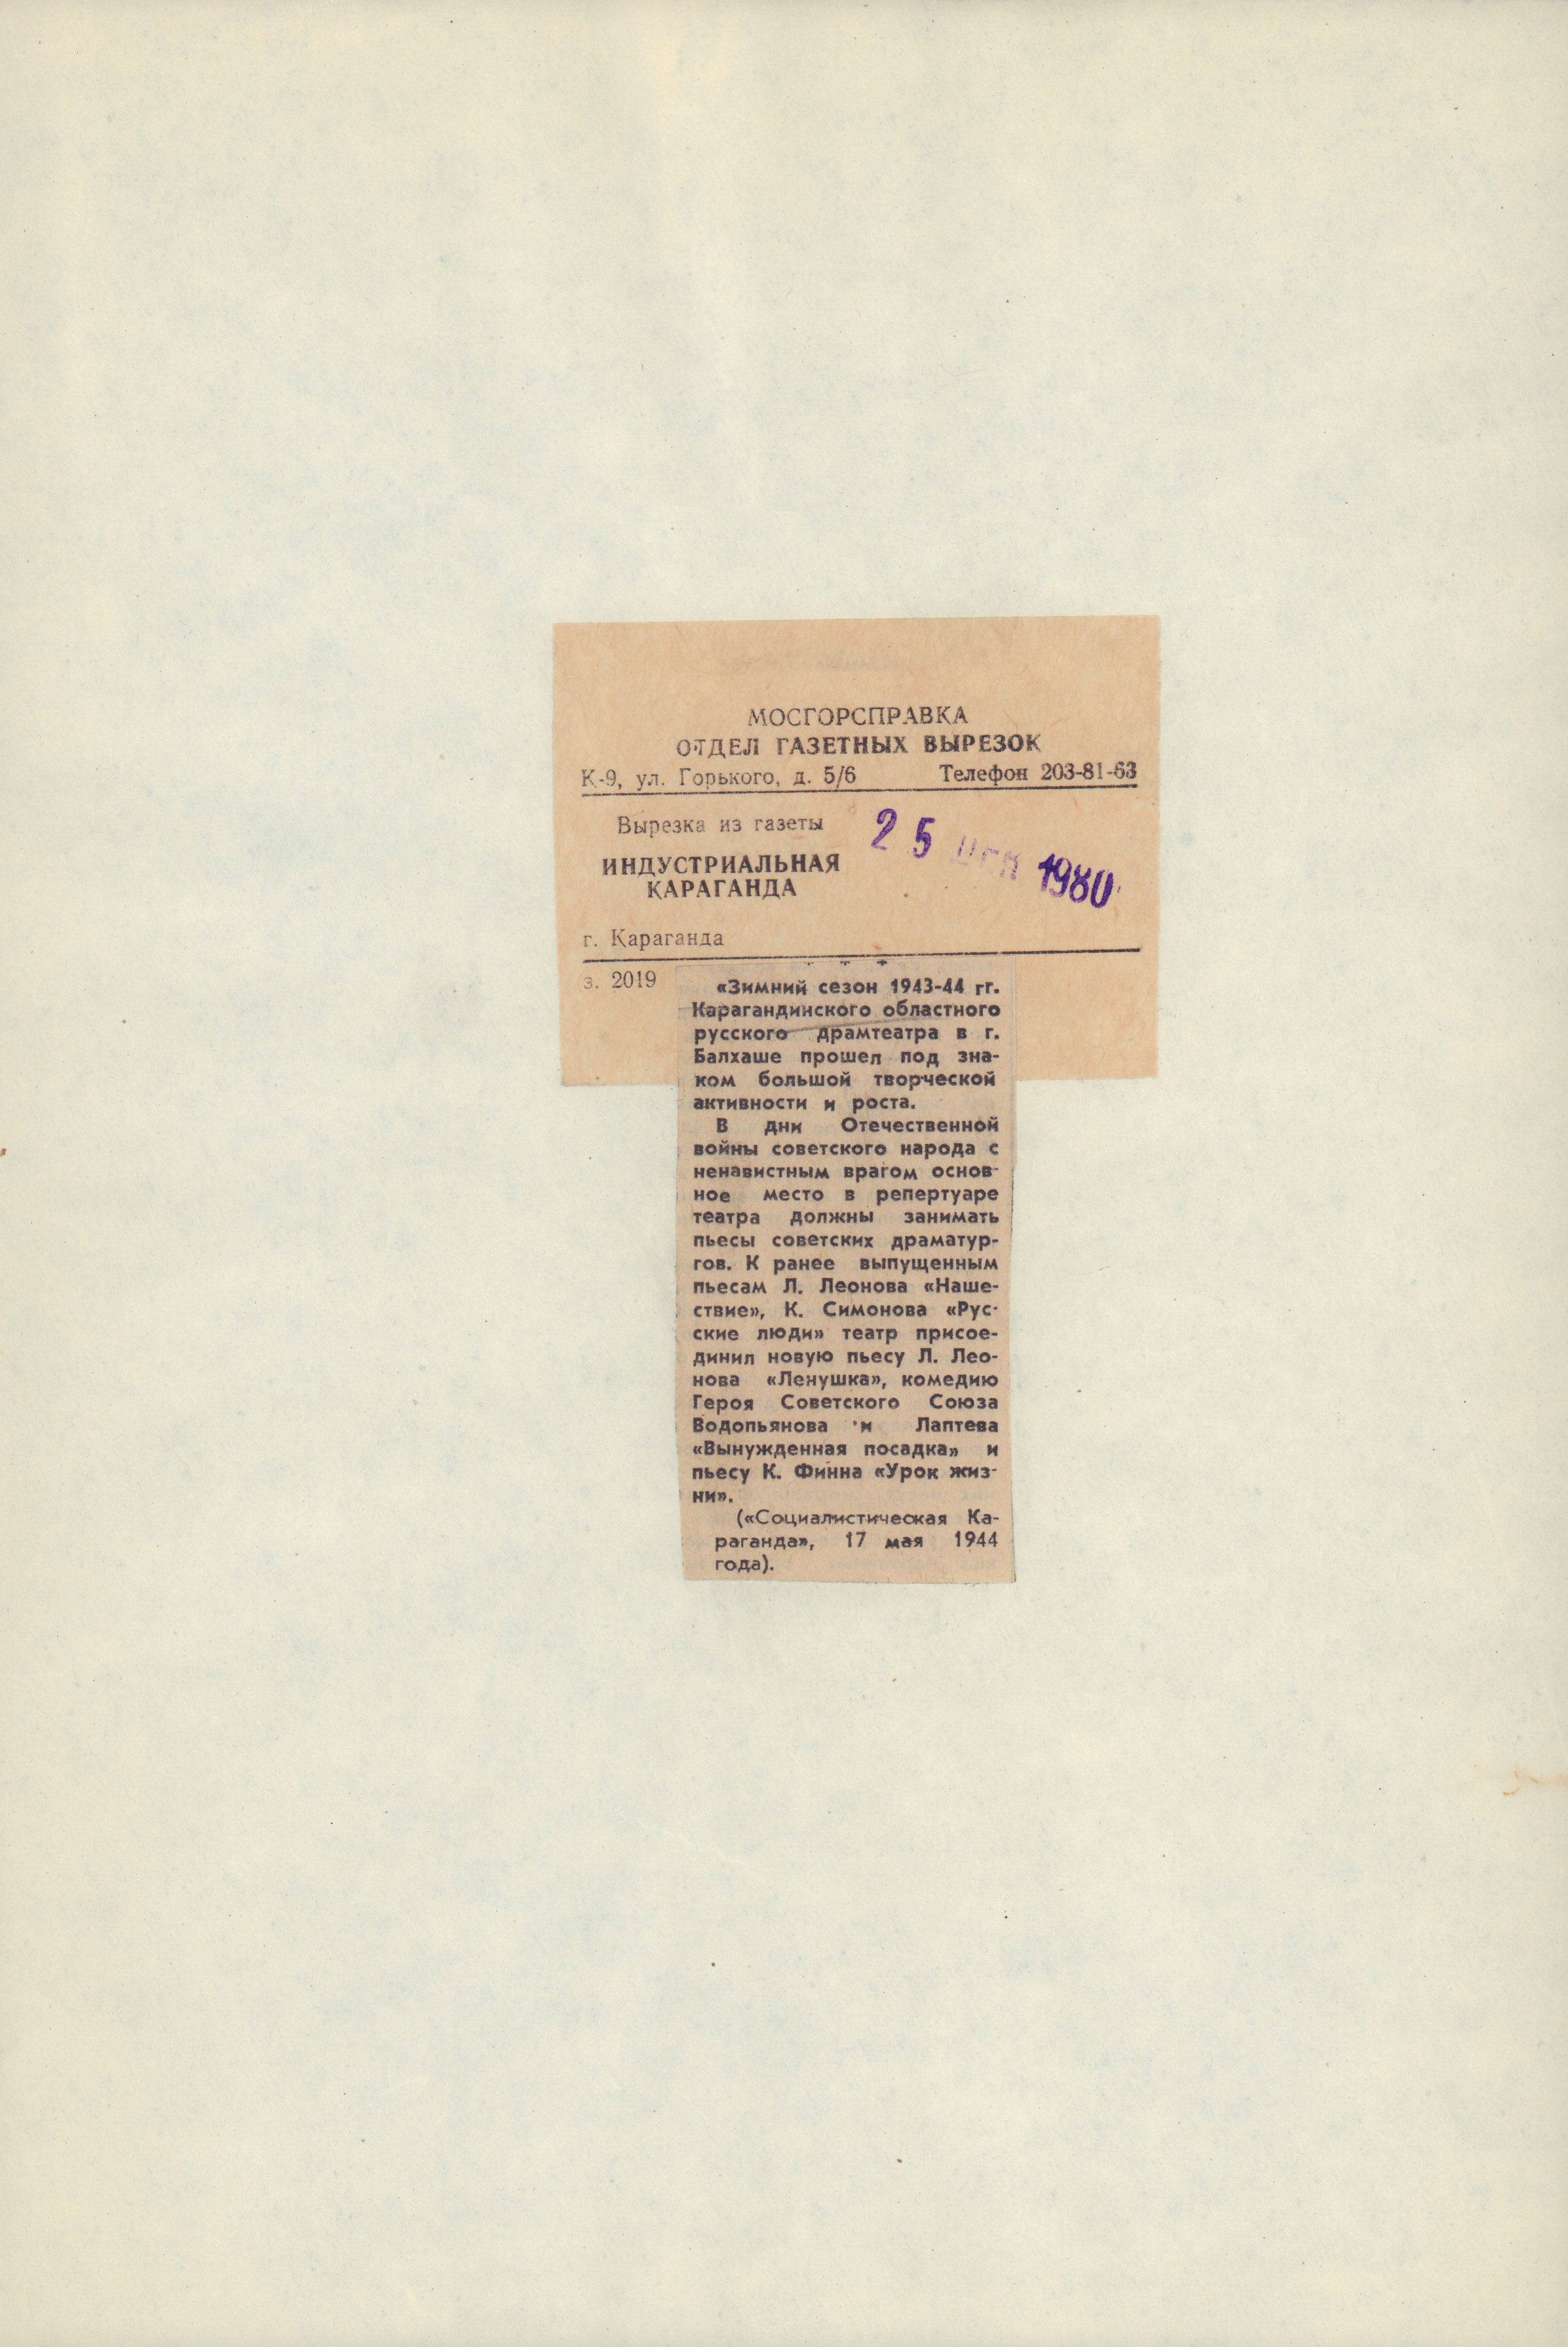 МОСГОРСПРАВКА
ОТДЕЛ ГАЗЕТНЫХ ВЫРЕЗОК
К-9, ул. Горького, д. 5/6 Телефон 203-81-63
Вырезка из газеты
25 1980
ИНДУСТРИАЛЬНАЯ
КАРАГАНДА
г. Караганда
з. 2019
«Зимний сезон 1943-44 гг.
Карагандинского областного
русского драмтеатра в г.
Балхаше прошел под зна-
ком большой творческой
активности и роста.
В дни Отечественной
войны советского народа с
ненавистным врагом основ-
ное место в репертуаре
театра должны занимать
пьесы советских драматур-
гов. К ранее выпущенным
пьесам Л. Леонова «Наше-
ствие», К. Симонова «Рус-
ские люди» театр присое-
динил новую пьесу Л. Лео-
нова «Ленушка», комедию
Героя Советского Союза
Водопьянова и Лаптева
«Вынужденная посадка» и
пьесу К. Финна «Урок жиз-
ни».
(«Социалистическая Ка-
раганда», 17 мая 1944
года).